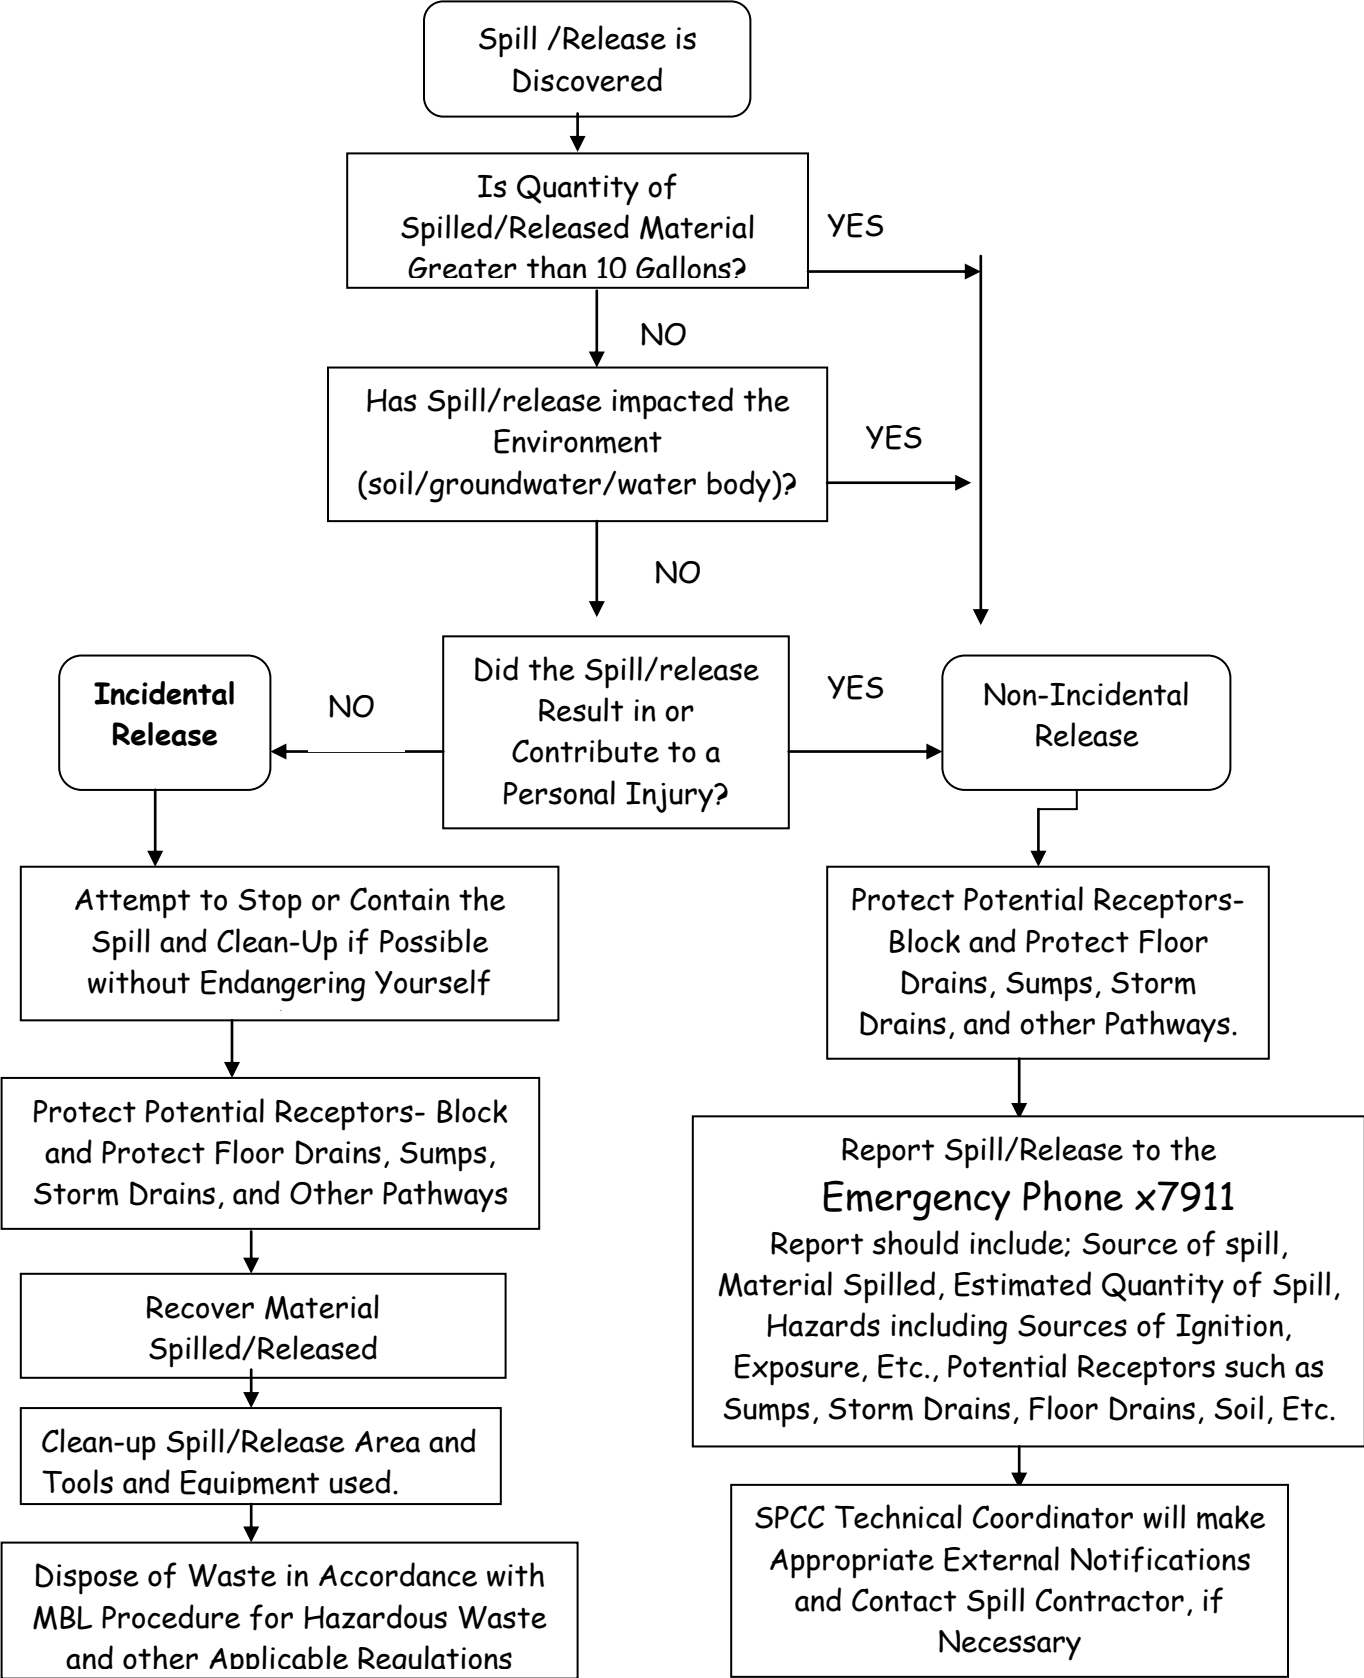 Spill /Release is
Discovered
Is Quantity of
Spilled/Released Material
Greater than 10 Gallons?
YES
NO
Has Spill/release impacted the
Environment
(soil/groundwater/water body)?
YES
NO
Did the Spill/release
Result in or
Contribute to a
Personal Injury?
NO
YES
Incidental
Release
Non-Incidental
Release
Attempt to Stop or Contain the
Spill and Clean-Up if Possible
without Endangering Yourself
Protect Potential Receptors- Block
and Protect Floor Drains, Sumps,
Storm Drains, and Other Pathways
Recover Material
Spilled/Released
Clean-up Spill/Release Area and
Tools and Equipment used.
Dispose of Waste in Accordance with
MBL Procedure for Hazardous Waste
and other Applicable Regulations
Protect Potential Receptors-
Block and Protect Floor
Drains, Sumps, Storm
Drains, and other Pathways.
Report Spill/Release to the
Emergency Phone x7911
Report should include; Source of spill,
Material Spilled, Estimated Quantity of Spill,
Hazards including Sources of Ignition,
Exposure, Etc., Potential Receptors such as
Sumps, Storm Drains, Floor Drains, Soil, Etc.
SPCC Technical Coordinator will make
Appropriate External Notifications
and Contact Spill Contractor, if
Necessary